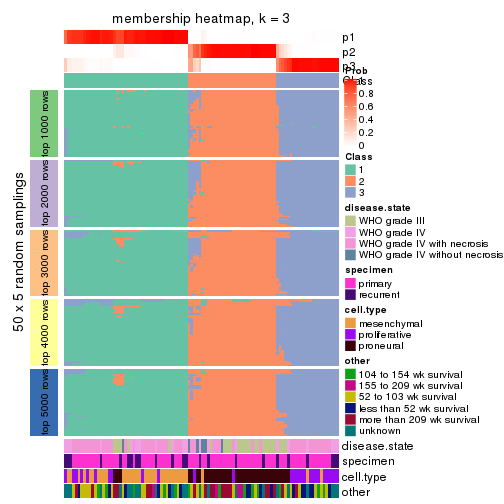 membership heatmap, k = 3
p1
p2
p3
Class
Prob
1
0.8
0.6
0.4
0.2
0
Class
1
2
3
disease.state
WHO grade III
WHO grade IV
WHO grade IV with necrosis
WHO grade IV without necrosis
specimen
primary
recurrent
cell.type
mesenchymal
proliferative
proneural
other
104 to 154 wk survival
155 to 209 wk survival
52 to 103 wk survival
less than 52 wk survival
more than 209 wk survival
unknown
50 x 5 random samplings
top 1000 rows
top 2000 rows
top 3000 rows
top 4000 rows
top 5000 rows
disease.state
specimen
cell.type
other